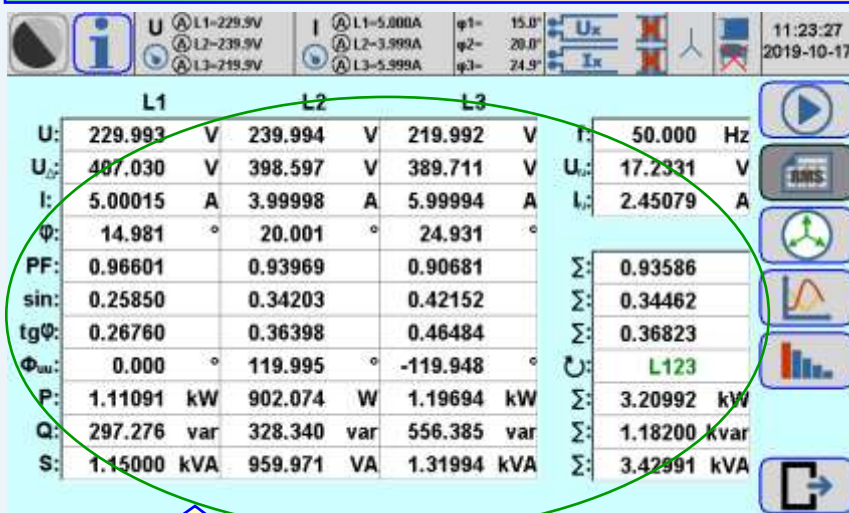 U Ⓐ L1=229.9V I Ⓐ L1=5.000A φ1= 15.0° Ux 11:23:27
Ⓐ L2=239.9V Ⓐ L2=3.999A φ2= 20.0° 2019-10-17
Ⓐ L3=219.9V Ⓐ L3=5.999A φ3= 24.9° Ix
L1 L2 L3
U: 229.993 V 239.994 V 219.992 V f: 50.000 Hz
U△: 407.030 V 398.597 V 389.711 V 17.2331 V RMS
I: 5.00015 A 3.99998 A 5.99994 A 2.45079 A
φ: 14.981 ° 20.001 ° 24.931 °
PF: 0.96601 0.93969 0.90681 Σ: 0.93586
sin: 0.25850 0.34203 0.42152 Σ: 0.34462
tgφ: 0.26760 0.36398 0.46484 Σ: 0.36823
Φuu: 0.000 ° 119.995 ° -119.948 ° ↻: L123
P: 1.11091 kW 902.074 W 1.19694 kW Σ: 3.20992 kW
Q: 297.276 var 328.340 var 556.385 var Σ: 1.18200 kvar
S: 1.15000 kVA 959.971 VA 1.31994 kVA Σ: 3.42991 kVA